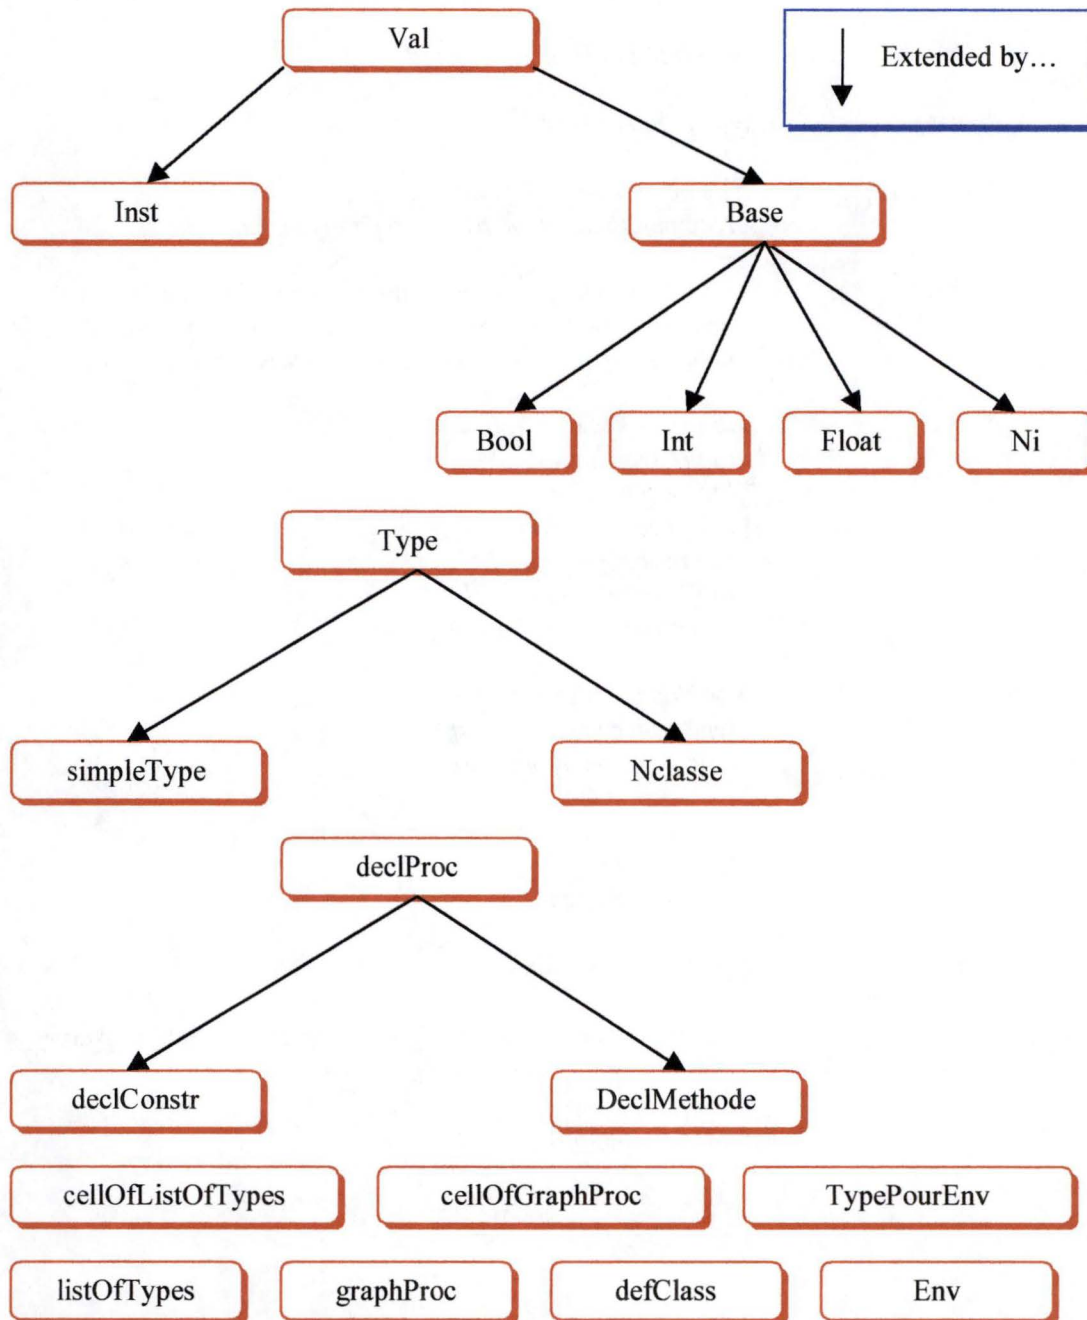 Val
Extended by…
Inst
Base
Bool
Int
Float
Ni
Type
simpleType
Nclasse
declProc
declConstr
DeclMethode
cellOfListOfTypes
cellOfGraphProc
TypePourEnv
listOfTypes
graphProc
defClass
Env